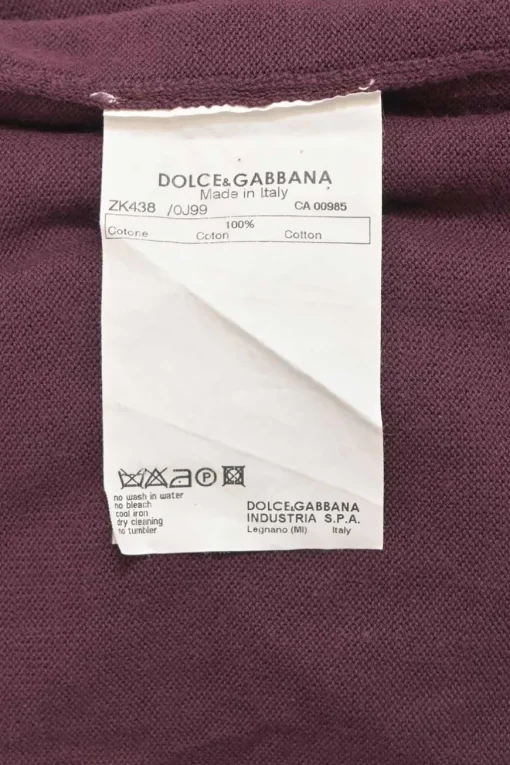 DOLCE&GABBANA
Made in Italy
ZK438 /0J99 CA 00985
100%
Cotone Coton Cotton
P
no wash in water
no bleach
cool iron
dry cleaning
no tumbler
DOLCE&GABBANA
INDUSTRIA S.P.A.
Legnano (MI) Italy